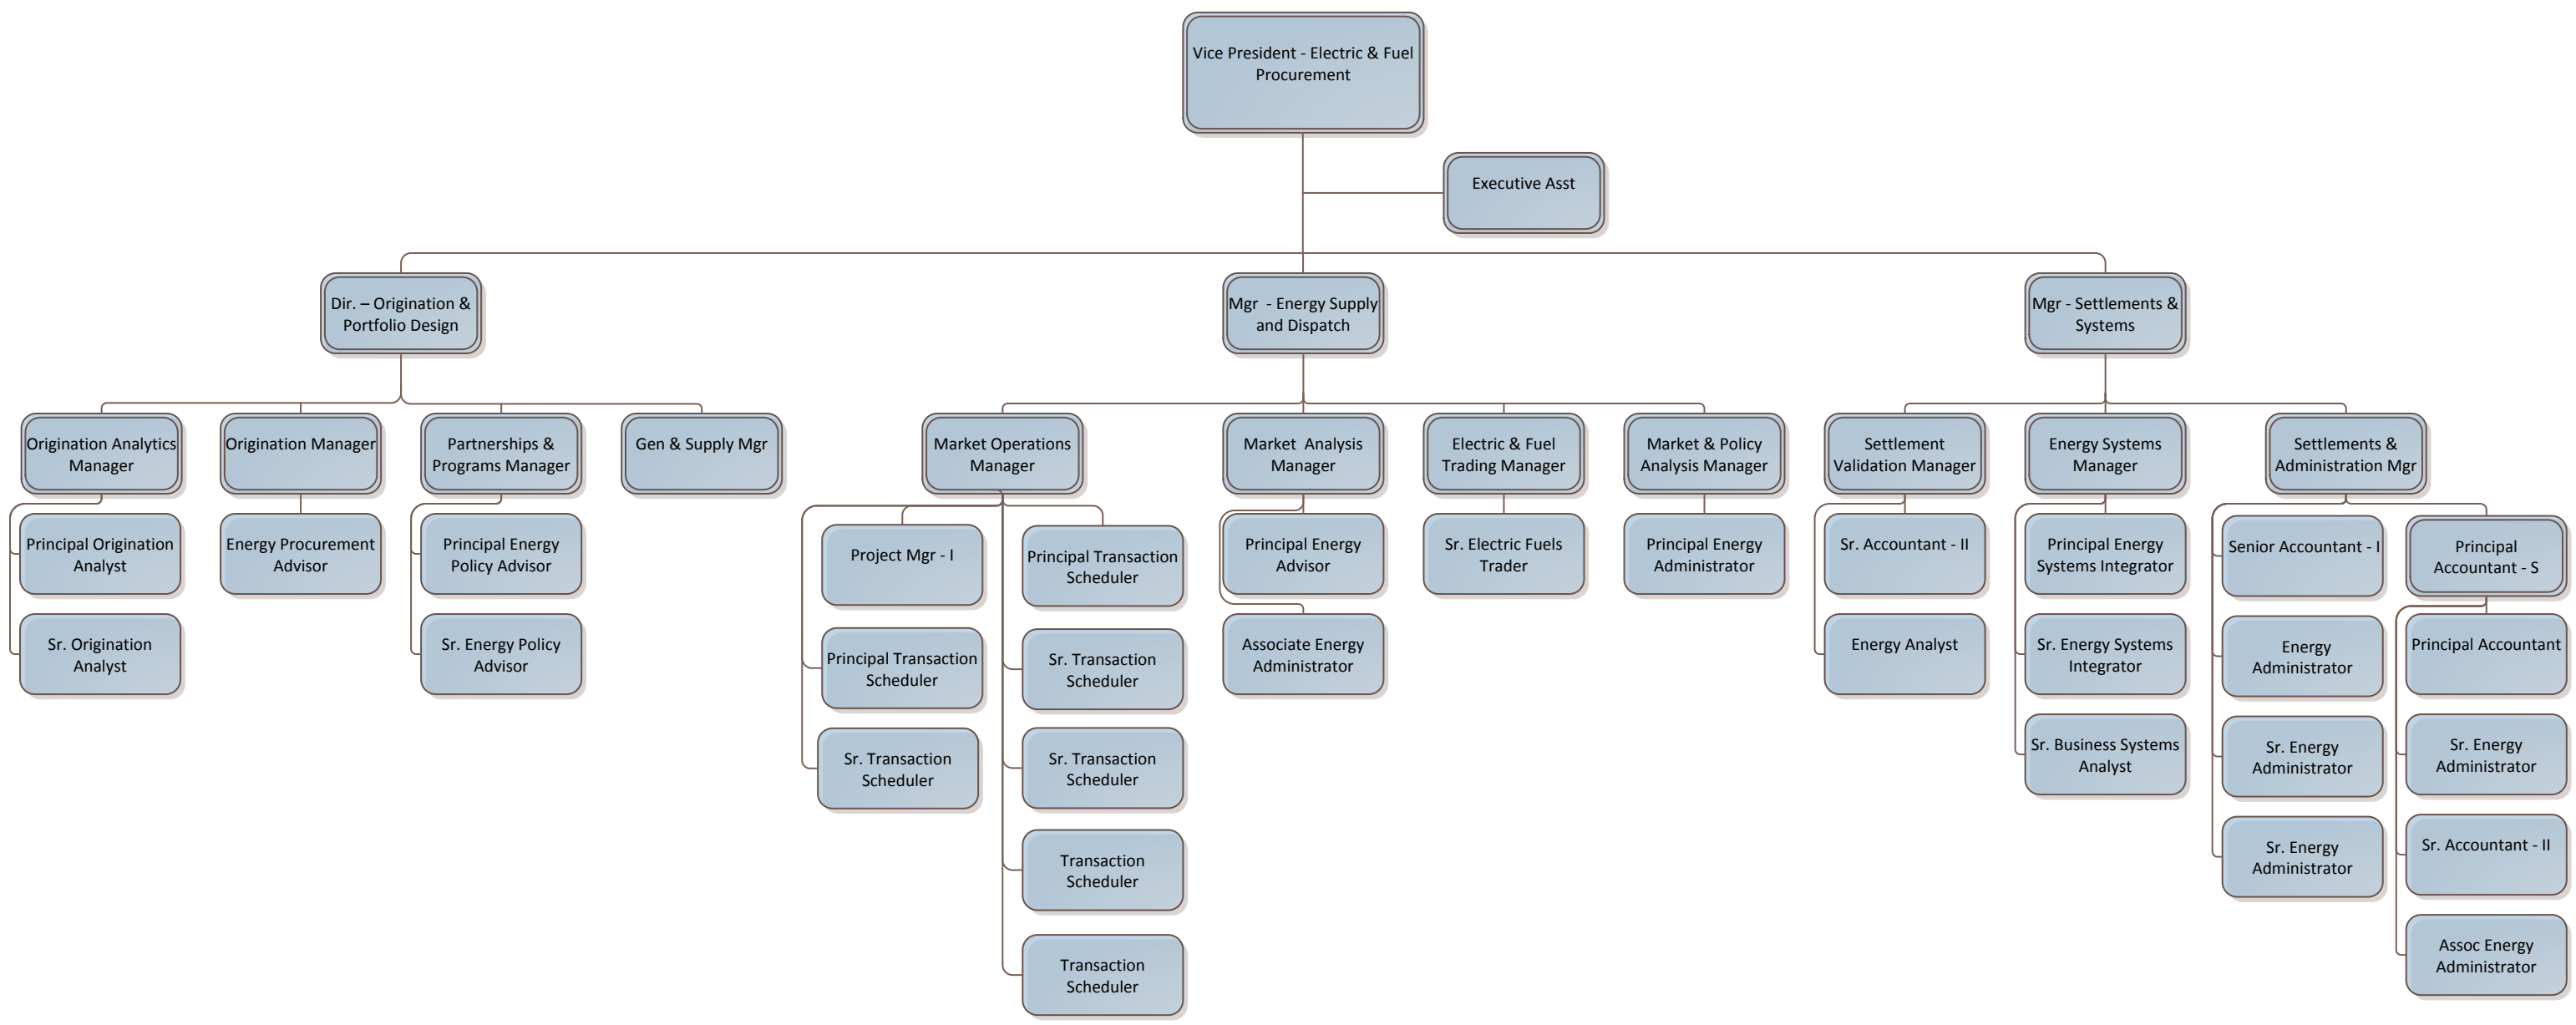 Vice President - Electric & Fuel
Procurement
Executive Asst
Dir. – Origination &
Portfolio Design
Mgr  - Energy Supply
and Dispatch
Mgr - Settlements &
Systems
Origination Analytics
Manager
Origination Manager
Partnerships &
Programs Manager
Gen & Supply Mgr
Market Operations
Manager
Market  Analysis
Manager
Electric & Fuel
Trading Manager
Market & Policy
Analysis Manager
Settlement
Validation Manager
Energy Systems
Manager
Settlements &
Administration Mgr
Principal Origination
Analyst
Sr. Origination
Analyst
Energy Procurement
Advisor
Principal Energy
Policy Advisor
Sr. Energy Policy
Advisor
Project Mgr - I
Principal Transaction
Scheduler
Sr. Transaction
Scheduler
Principal Transaction
Scheduler
Sr. Transaction
Scheduler
Sr. Transaction
Scheduler
Transaction
Scheduler
Transaction
Scheduler
Principal Energy
Advisor
Associate Energy
Administrator
Sr. Electric Fuels
Trader
Principal Energy
Administrator
Sr. Accountant - II
Energy Analyst
Principal Energy
Systems Integrator
Sr. Energy Systems
Integrator
Sr. Business Systems
Analyst
Senior Accountant - I
Energy
Administrator
Sr. Energy
Administrator
Sr. Energy
Administrator
Principal
Accountant - S
Principal Accountant
Sr. Energy
Administrator
Sr. Accountant - II
Assoc Energy
Administrator